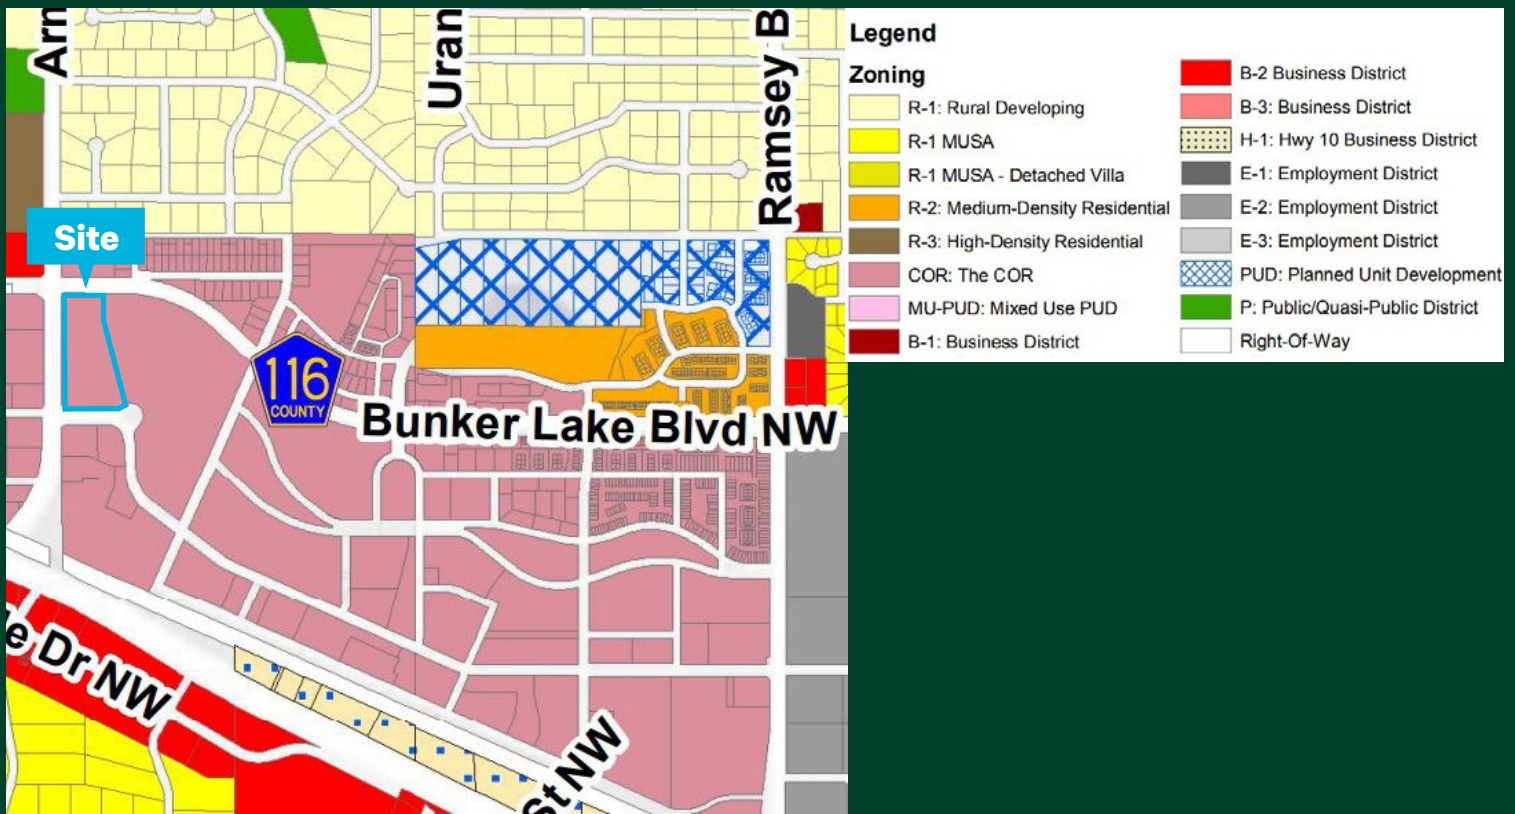 Arm
Uran
Ramsey B
Site
116
COUNTY
Bunker Lake Blvd NW
le Dr NW
St NW
Legend
Zoning
R-1: Rural Developing
R-1 MUSA
R-1 MUSA - Detached Villa
R-2: Medium-Density Residential
R-3: High-Density Residential
COR: The COR
MU-PUD: Mixed Use PUD
B-1: Business District
B-2 Business District
B-3: Business District
H-1: Hwy 10 Business District
E-1: Employment District
E-2: Employment District
E-3: Employment District
PUD: Planned Unit Development
P: Public/Quasi-Public District
Right-Of-Way